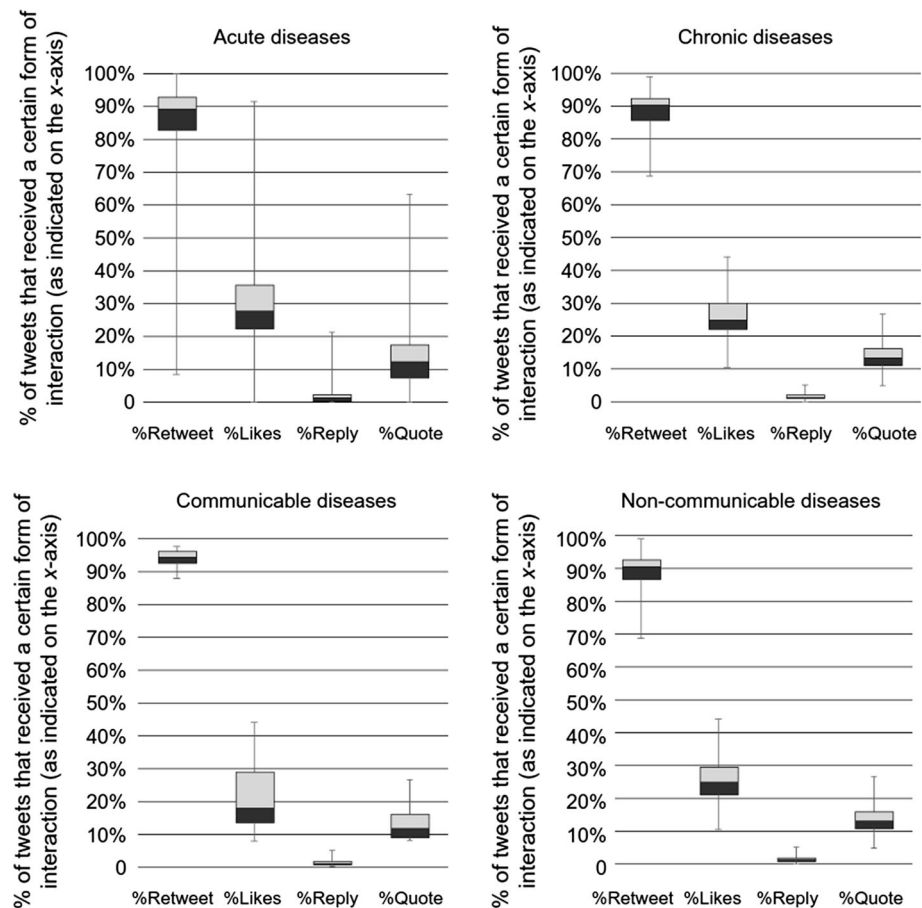 Acute diseases
% of tweets that received a certain form of
interaction (as indicated on the x-axis)
100%
90%
80%
70%
60%
50%
40%
30%
20%
10%
0
%Retweet %Likes %Reply %Quote
Chronic diseases
% of tweets that received a certain form of
interaction (as indicated on the x-axis)
100%
90%
80%
70%
60%
50%
40%
30%
20%
10%
0
%Retweet %Likes %Reply %Quote
Communicable diseases
% of tweets that received a certain form of
interaction (as indicated on the x-axis)
100%
90%
80%
70%
60%
50%
40%
30%
20%
10%
0
%Retweet %Likes %Reply %Quote
Non-communicable diseases
% of tweets that received a certain form of
interaction (as indicated on the x-axis)
100%
90%
80%
70%
60%
50%
40%
30%
20%
10%
0
%Retweet %Likes %Reply %Quote